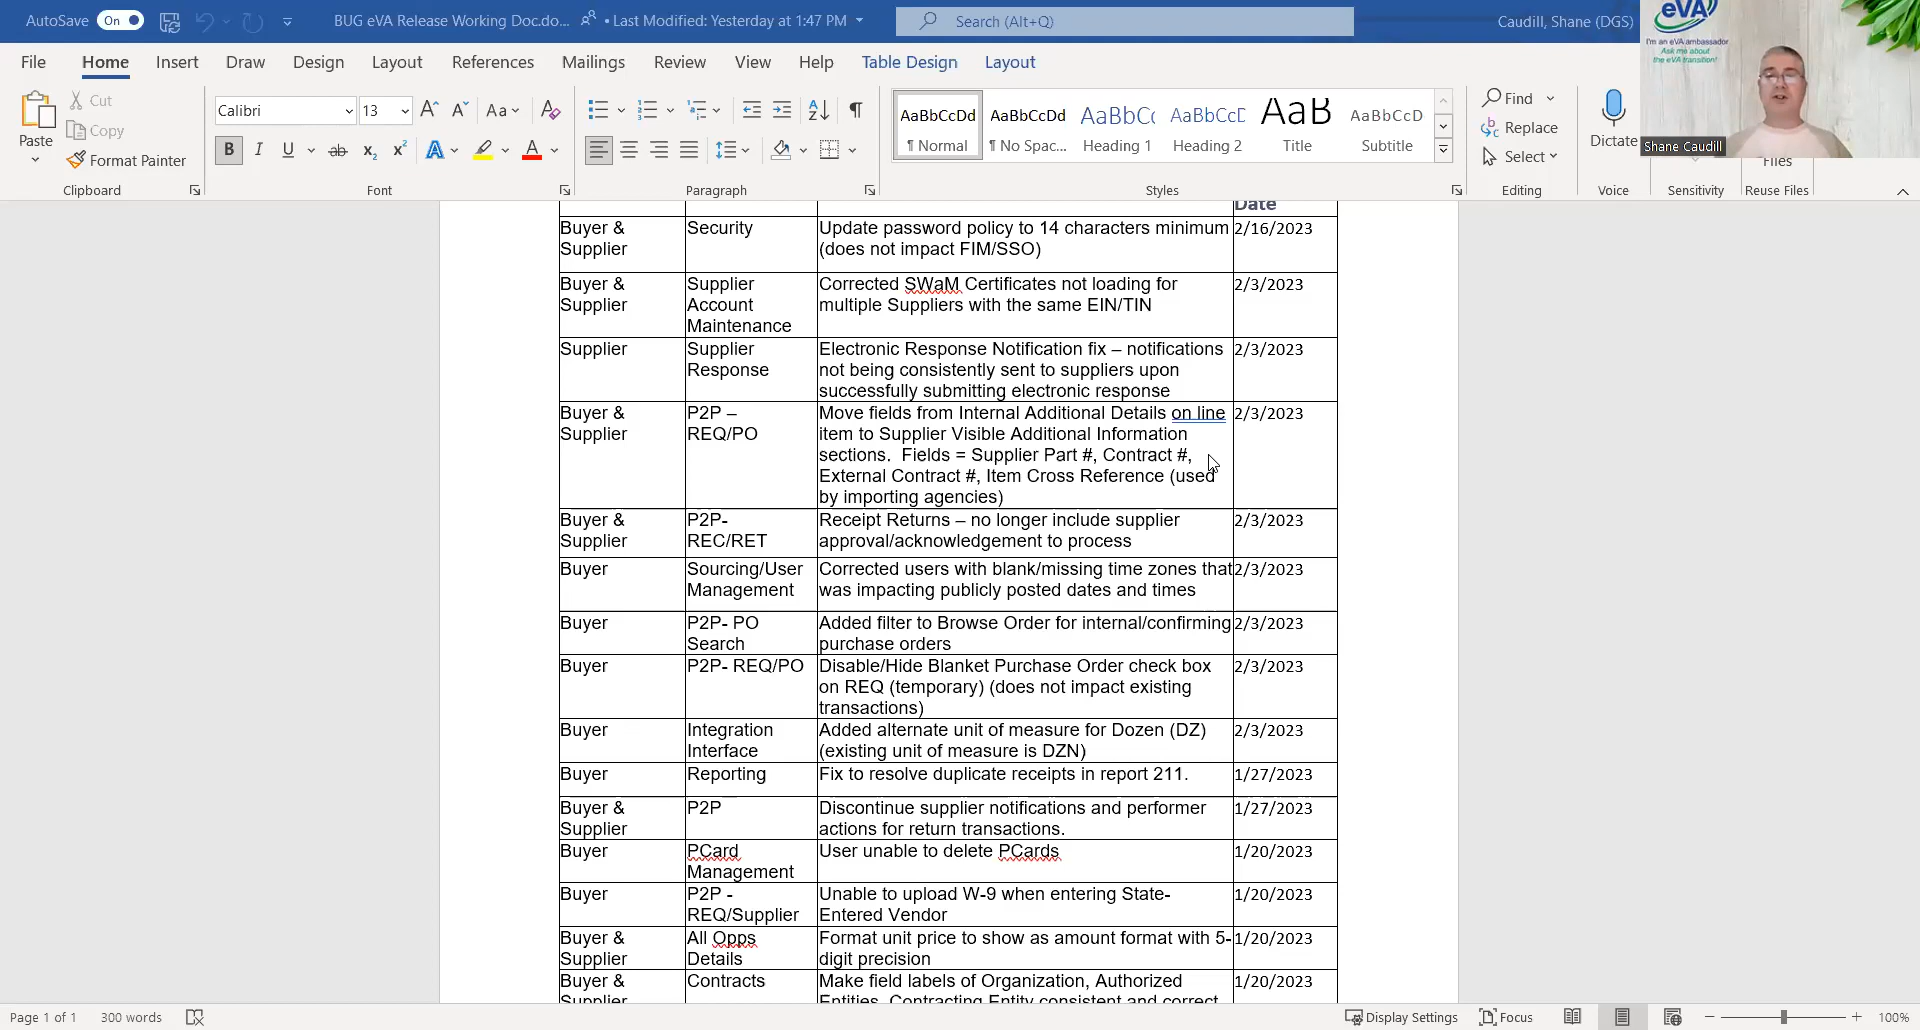 AutoSave On BUG eVA Release Working Doc.do... • Last Modified: Yesterday at 1:47 PM Search (Alt+Q) Caudill, Shane (DGS)
eVA
I'm an eVA ambassador
Ask me about
the eVA transition!
Shane Caudill
File Home Insert Draw Design Layout References Mailings Review View Help Table Design Layout
Paste
Cut
Copy
Format Painter
Clipboard
Calibri 13
Font
Paragraph
AaBbCcDd AaBbCcDd AaBbC( AaBbCcD AaB AaBbCcD
¶ Normal ¶ No Spac... Heading 1 Heading 2 Title Subtitle
Styles
Find
Replace
Select
Editing
Dictate
Voice
Sensitivity
Files
Reuse Files
Date
Buyer & Security Update password policy to 14 characters minimum 2/16/2023
Supplier (does not impact FIM/SSO)
Buyer & Supplier Corrected SWaM Certificates not loading for 2/3/2023
Supplier Account multiple Suppliers with the same EIN/TIN
Maintenance
Supplier Supplier Electronic Response Notification fix – notifications 2/3/2023
Response not being consistently sent to suppliers upon
successfully submitting electronic response
Buyer & P2P – Move fields from Internal Additional Details on line 2/3/2023
Supplier REQ/PO item to Supplier Visible Additional Information
sections. Fields = Supplier Part #, Contract #,
External Contract #, Item Cross Reference (used
by importing agencies)
Buyer & P2P- Receipt Returns – no longer include supplier 2/3/2023
Supplier REC/RET approval/acknowledgement to process
Buyer Sourcing/User Corrected users with blank/missing time zones that 2/3/2023
Management was impacting publicly posted dates and times
Buyer P2P- PO Added filter to Browse Order for internal/confirming 2/3/2023
Search purchase orders
Buyer P2P- REQ/PO Disable/Hide Blanket Purchase Order check box 2/3/2023
on REQ (temporary) (does not impact existing
transactions)
Buyer Integration Added alternate unit of measure for Dozen (DZ) 2/3/2023
Interface (existing unit of measure is DZN)
Buyer Reporting Fix to resolve duplicate receipts in report 211. 1/27/2023
Buyer & P2P Discontinue supplier notifications and performer 1/27/2023
Supplier actions for return transactions.
Buyer PCard User unable to delete PCards 1/20/2023
Management
Buyer P2P - Unable to upload W-9 when entering State- 1/20/2023
REQ/Supplier Entered Vendor
Buyer & All Opps Format unit price to show as amount format with 5- 1/20/2023
Supplier Details digit precision
Buyer & Contracts Make field labels of Organization, Authorized 1/20/2023
Supplier Entities, Contracting Entity consistent and correct
Page 1 of 1 300 words Display Settings Focus 100%